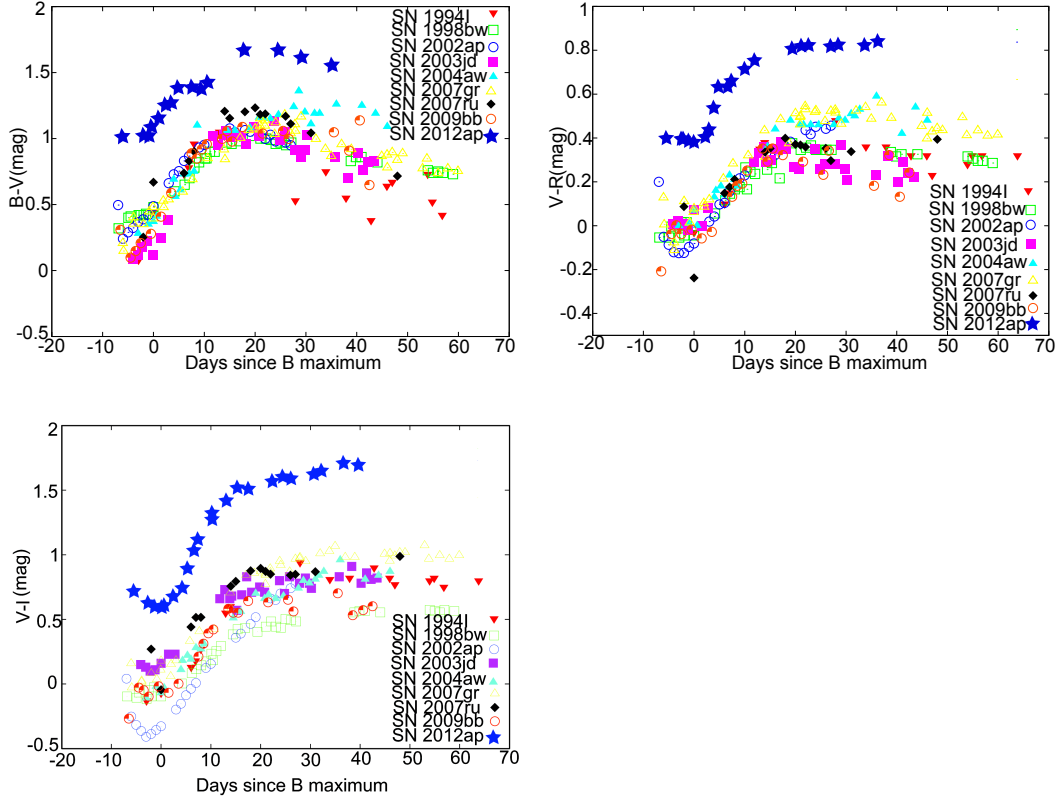 2
1.5
1
0.5
0
-0.5
B-V(mag)
-20
-10
0
10
20
30
40
50
60
70
Days since B maximum
SN 1994I
SN 1998bw
SN 2002ap
SN 2003jd
SN 2004aw
SN 2007gr
SN 2007ru
SN 2009bb
SN 2012ap
1
0.8
0.6
0.4
0.2
0
-0.2
-0.4
V-R(mag)
-20
-10
0
10
20
30
40
50
60
70
Days since B maximum
SN 1994I
SN 1998bw
SN 2002ap
SN 2003jd
SN 2004aw
SN 2007gr
SN 2007ru
SN 2009bb
SN 2012ap
2
1.5
1
0.5
0
-0.5
V-I (mag)
-20
-10
0
10
20
30
40
50
60
70
Days since B maximum
SN 1994I
SN 1998bw
SN 2002ap
SN 2003jd
SN 2004aw
SN 2007gr
SN 2007ru
SN 2009bb
SN 2012ap